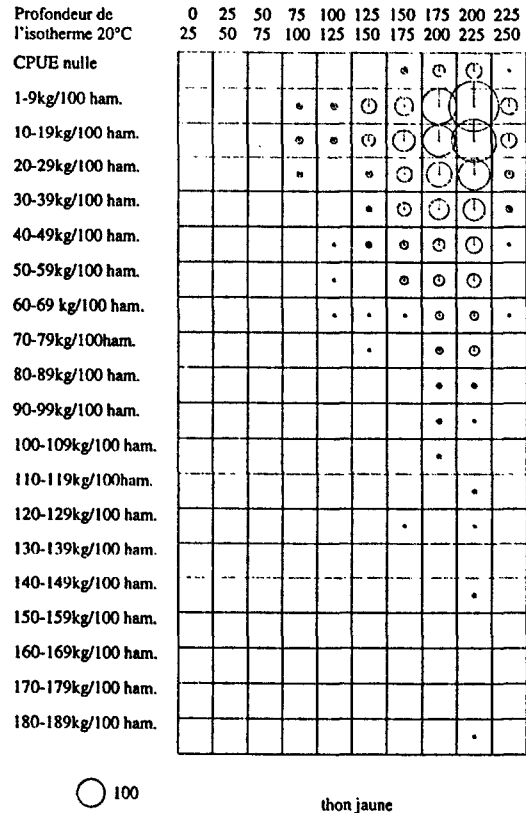 Profondeur de 0 25 50 75 100 125 150 175 200 225
l'isotherme 20°C 25 50 75 100 125 150 175 200 225 250
CPUE nulle
1-9kg/100 ham.
10-19kg/100 ham.
20-29kg/100 ham.
30-39kg/100 ham.
40-49kg/100 ham.
50-59kg/100 ham.
60-69 kg/100 ham.
70-79kg/100ham.
80-89kg/100 ham.
90-99kg/100 ham.
100-109kg/100 ham.
110-119kg/100ham.
120-129kg/100 ham.
130-139kg/100 ham.
140-149kg/100 ham.
150-159kg/100 ham.
160-169kg/100 ham.
170-179kg/100 ham.
180-189kg/100 ham.
100
thon jaune